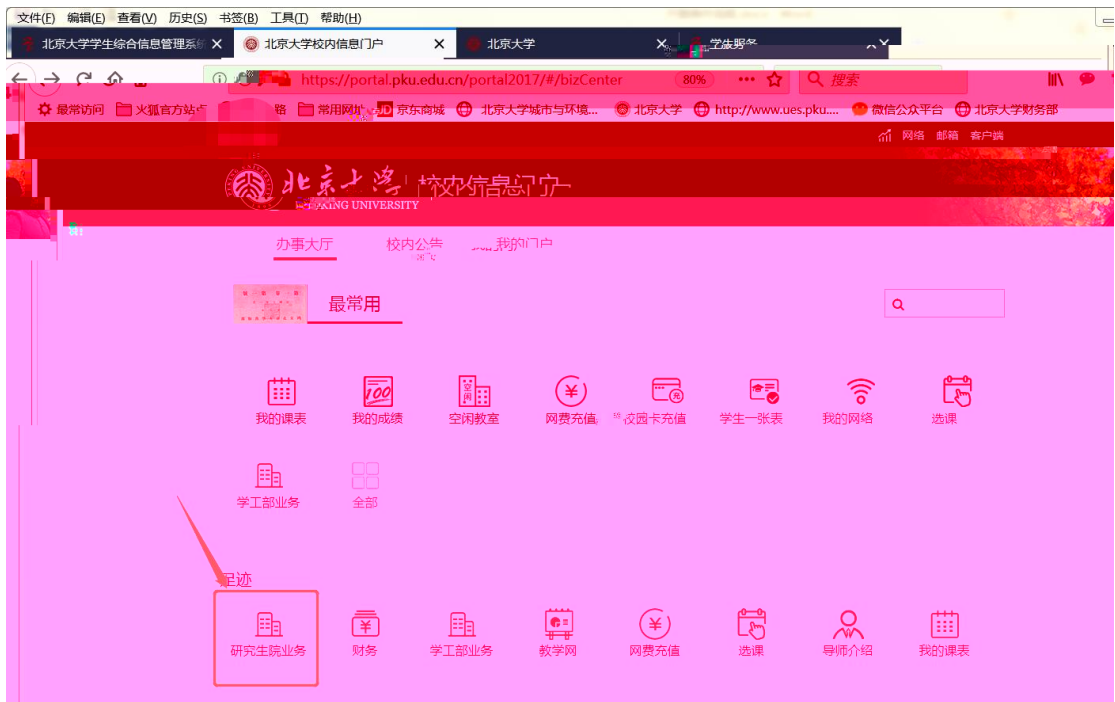 文件(F) 编辑(E) 查看(V) 历史(S) 书签(B) 工具(T) 帮助(H)
北京大学学生综合信息管理系统 北京大学校内信息门户 北京大学
https://portal.pku.edu.cn/portal2017/#/bizCenter 80% 搜索
最常访问 火狐官方站点 常用网址 京东商城 北京大学城市与环境... 北京大学 http://www.ues.pku.... 微信公众平台 北京大学财务部
网络 邮箱 客户端
北京大学 校内信息门户
PEKING UNIVERSITY
办事大厅 校内公告 我的门户
最常用
我的课表 我的成绩 空闲教室 网费充值 校园卡充值 学生一张表 我的网络 选课
学工部业务 全部
足迹
研究生院业务 财务 学工部业务 教学网 网费充值 选课 导师介绍 我的课表